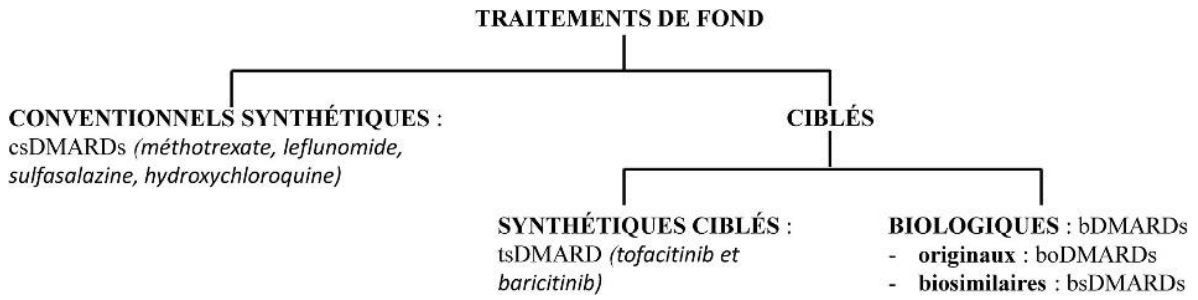 TRAITEMENTS DE FOND
CONVENTIONNELS SYNTHÉTIQUES :
csDMARDs (méthotrexate, leflunomide,
sulfasalazine, hydroxychloroquine)
CIBLÉS
SYNTHÉTIQUES CIBLÉS :
tsDMARD (tofacitinib et
baricitinib)
BIOLOGIQUES : bDMARDs
- originaux : boDMARDs
- biosimilaires : bsDMARDs